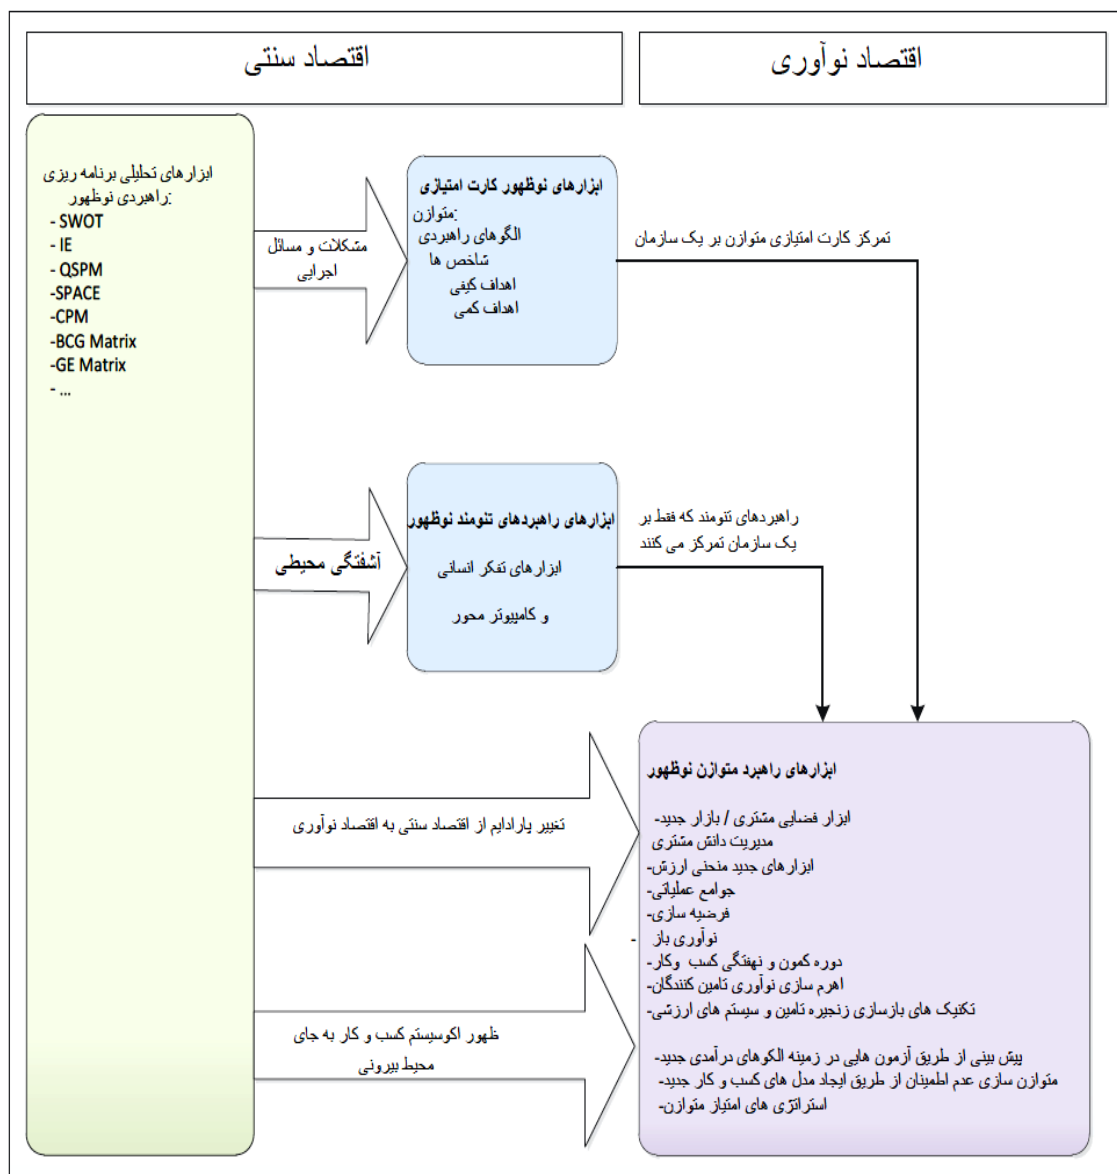 اقتصاد سنتی
اقتصاد نوآوری
ابزارهای تحلیلی برنامه ریزی
راهبردی نوظهور:
- SWOT
- IE
- QSPM
-SPACE
-CPM
-BCG Matrix
-GE Matrix
- ...
مشکلات و مسائل
اجرایی
ابزارهای نوظهور کارت امتیازی
متوازن:
الگوهای راهبردی
شاخص ها
اهداف کیفی
اهداف کمی
تمرکز کارت امتیازی متوازن بر یک سازمان
آشفتگی محیطی
ابزارهای راهبردهای تنومند نوظهور
ابزارهای تفکر انسانی
و کامپیوتر محور
راهبردهای تنومند که فقط بر
یک سازمان تمرکز می کنند
تغییر پارادایم از اقتصاد سنتی به اقتصاد نوآوری
ظهور اکوسیستم کسب و کار به جای
محیط بیرونی
ابزارهای راهبرد متوازن نوظهور
ابزار فضایی مشتری / بازار جدید-
مدیریت دانش مشتری
ابزارهای جدید منحنی ارزش-
جوامع عملیاتی-
فرضیه سازی-
نوآوری باز -
دوره کمون و نهفتگی کسب وکار-
اهرم سازی نوآوری تامین کنندگان-
تکنیک های بازسازی زنجیره تامین و سیستم های ارزشی-
پیش بینی از طریق آزمون هایی در زمینه الگوهای درآمدی جدید-
متوازن سازی عدم اطمینان از طریق ایجاد مدل های کسب و کار جدید-
استراتژی های امتیاز متوازن-